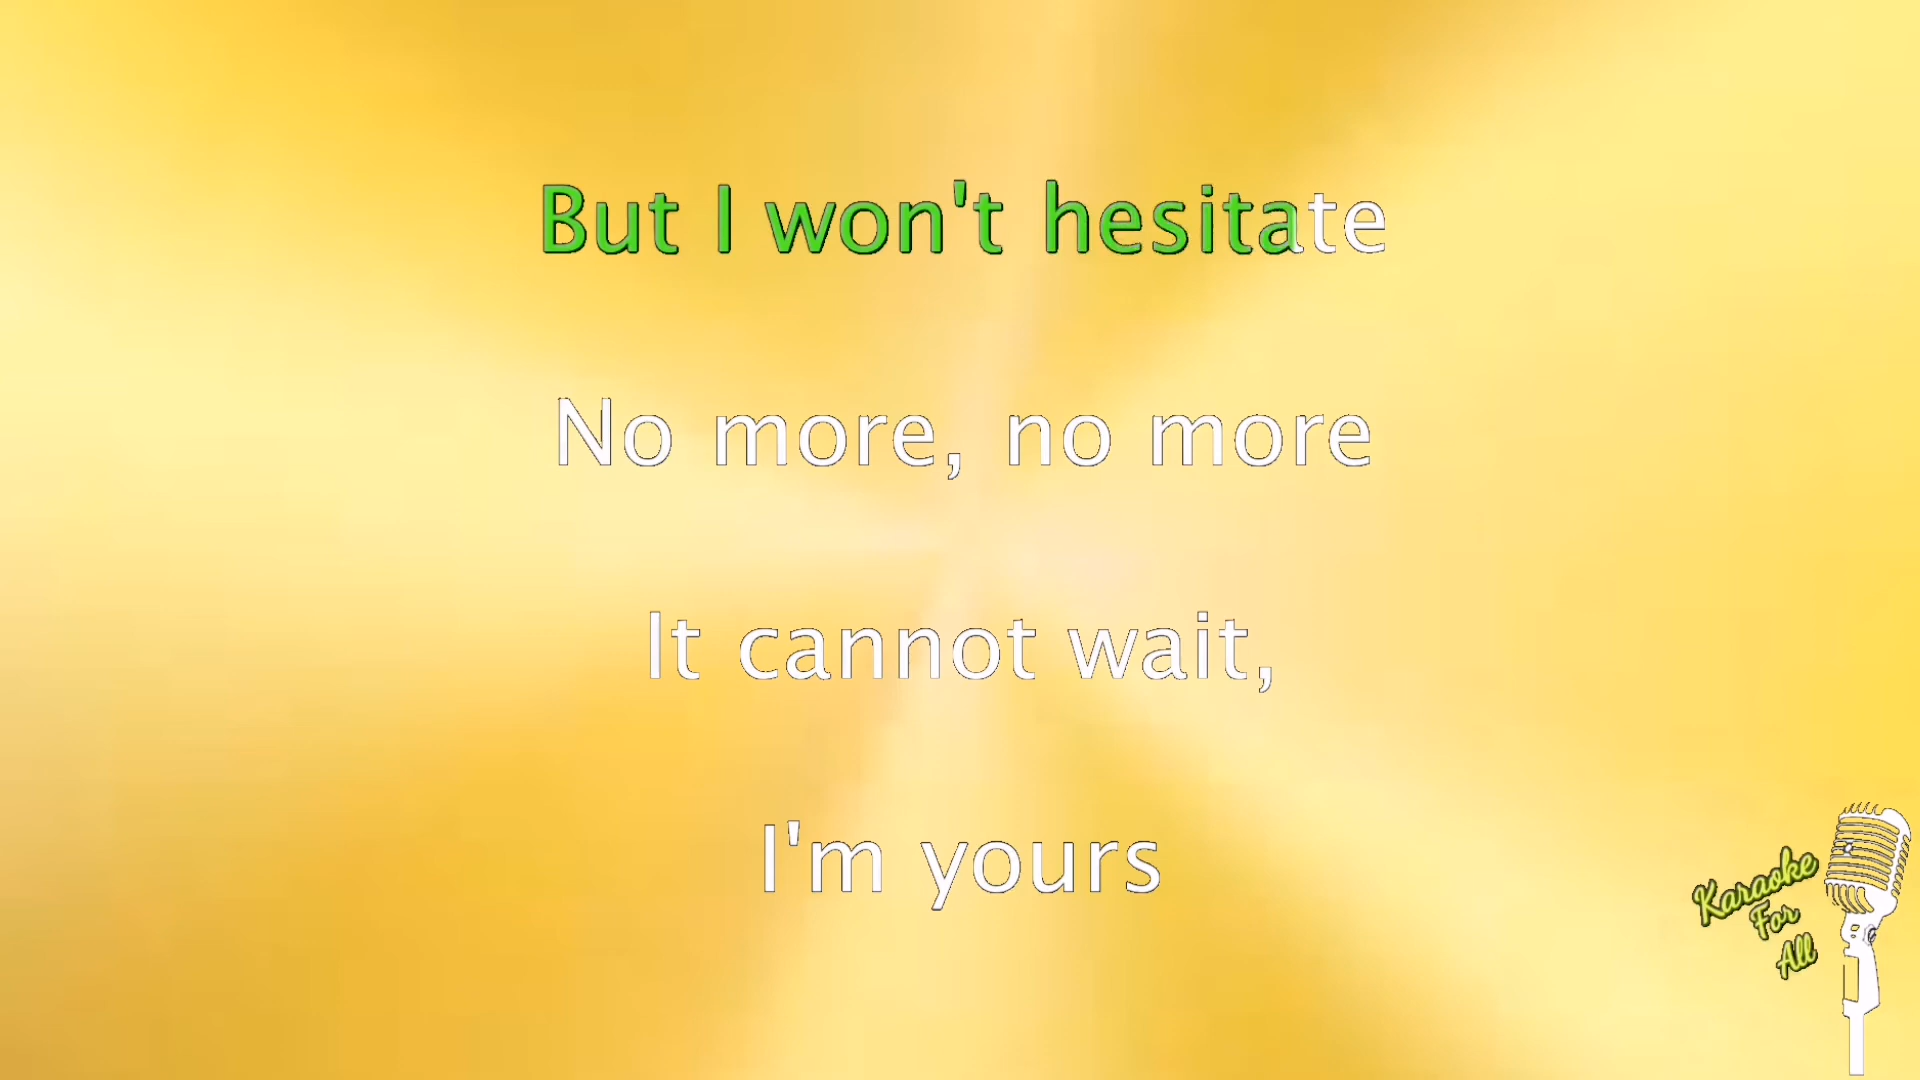 But I won't hesitate
No more, no more
It cannot wait,
I'm yours
Karaoke
For
All